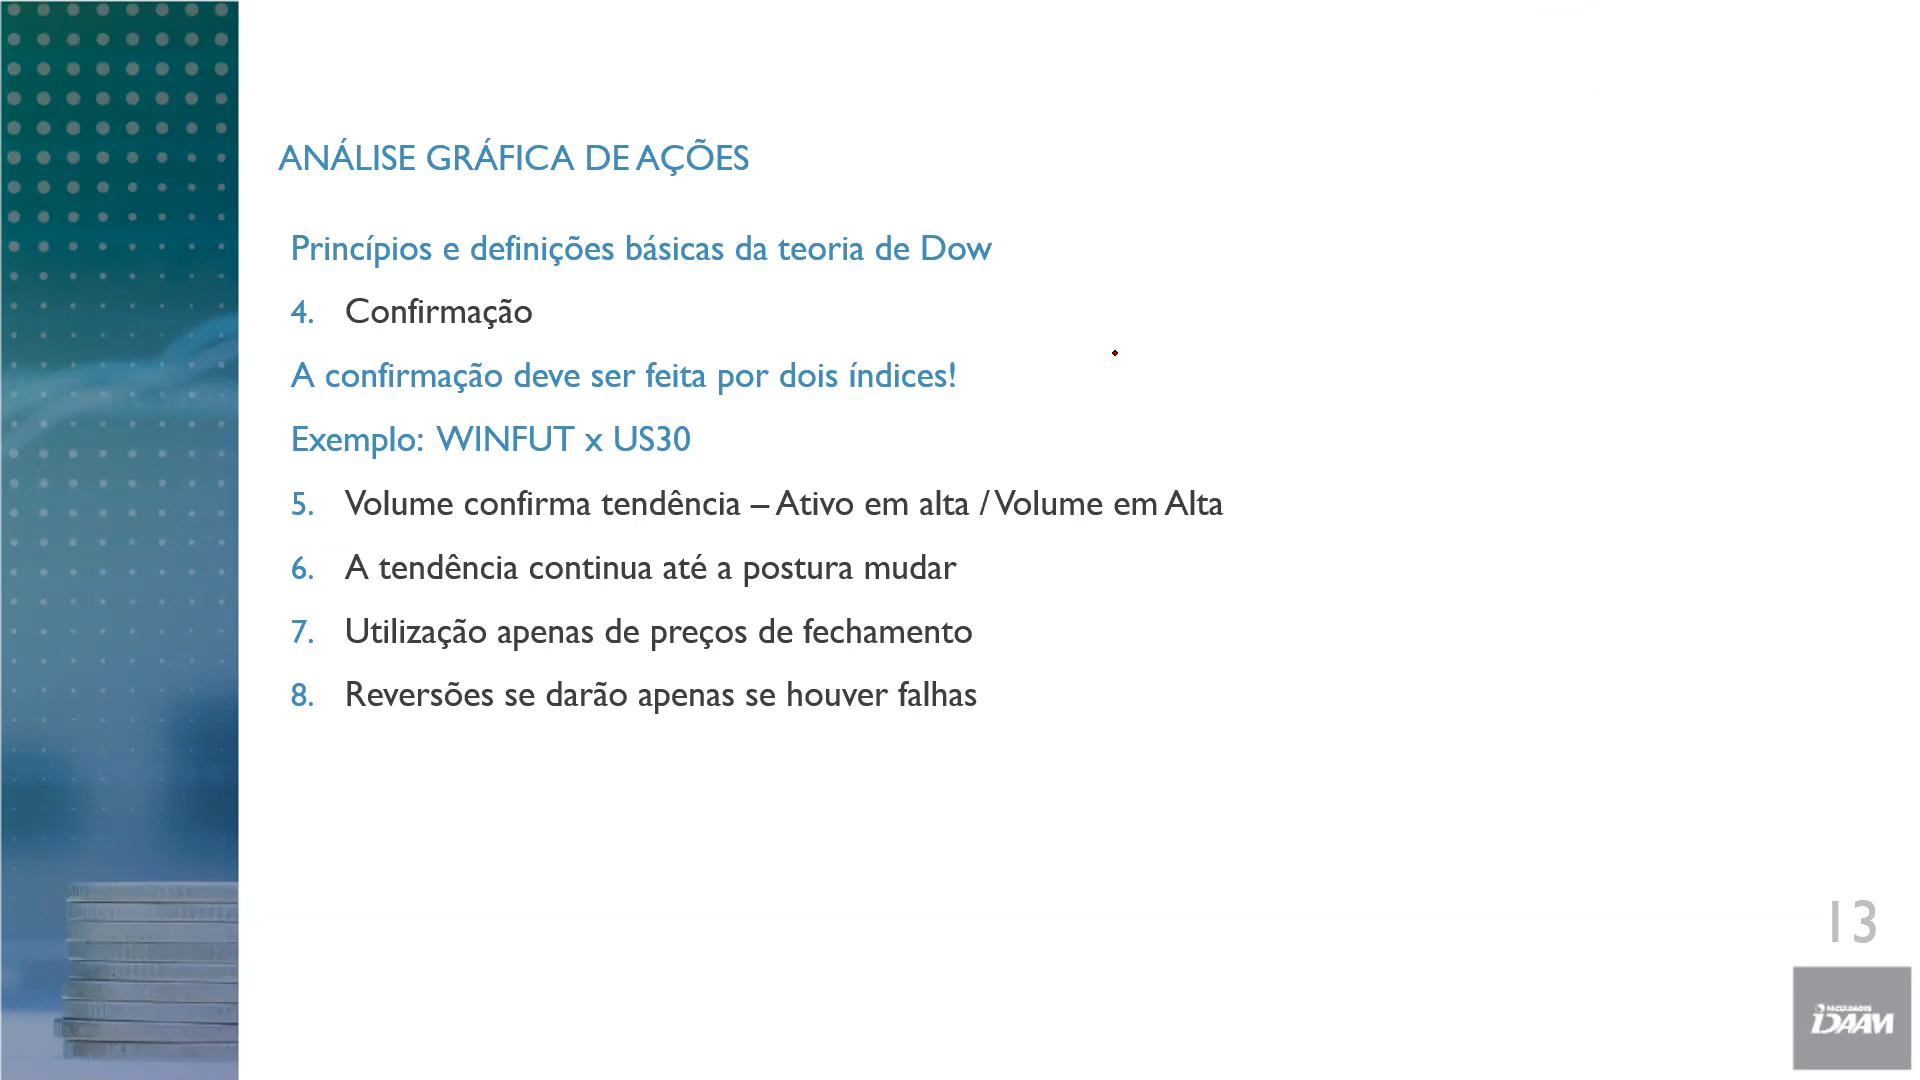 ANÁLISE GRÁFICA DE AÇÕES
Princípios e definições básicas da teoria de Dow
4. Confirmação
A confirmação deve ser feita por dois índices!
Exemplo: WINFUT x US30
5. Volume confirma tendência – Ativo em alta / Volume em Alta
6. A tendência continua até a postura mudar
7. Utilização apenas de preços de fechamento
8. Reversões se darão apenas se houver falhas
13
FACULDADES
IDAAM